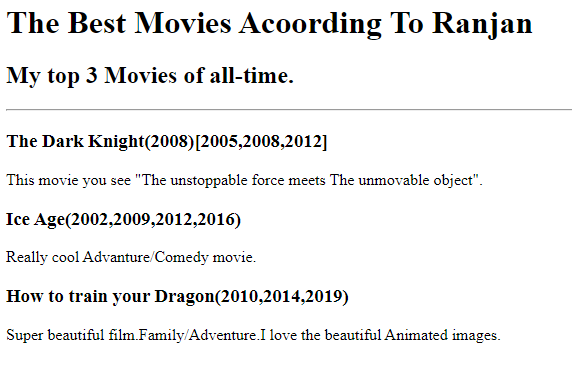 The Best Movies Acoording To Ranjan
My top 3 Movies of all-time.
The Dark Knight(2008)[2005,2008,2012]
This movie you see "The unstoppable force meets The unmovable object".
Ice Age(2002,2009,2012,2016)
Really cool Advanture/Comedy movie.
How to train your Dragon(2010,2014,2019)
Super beautiful film.Family/Adventure.I love the beautiful Animated images.